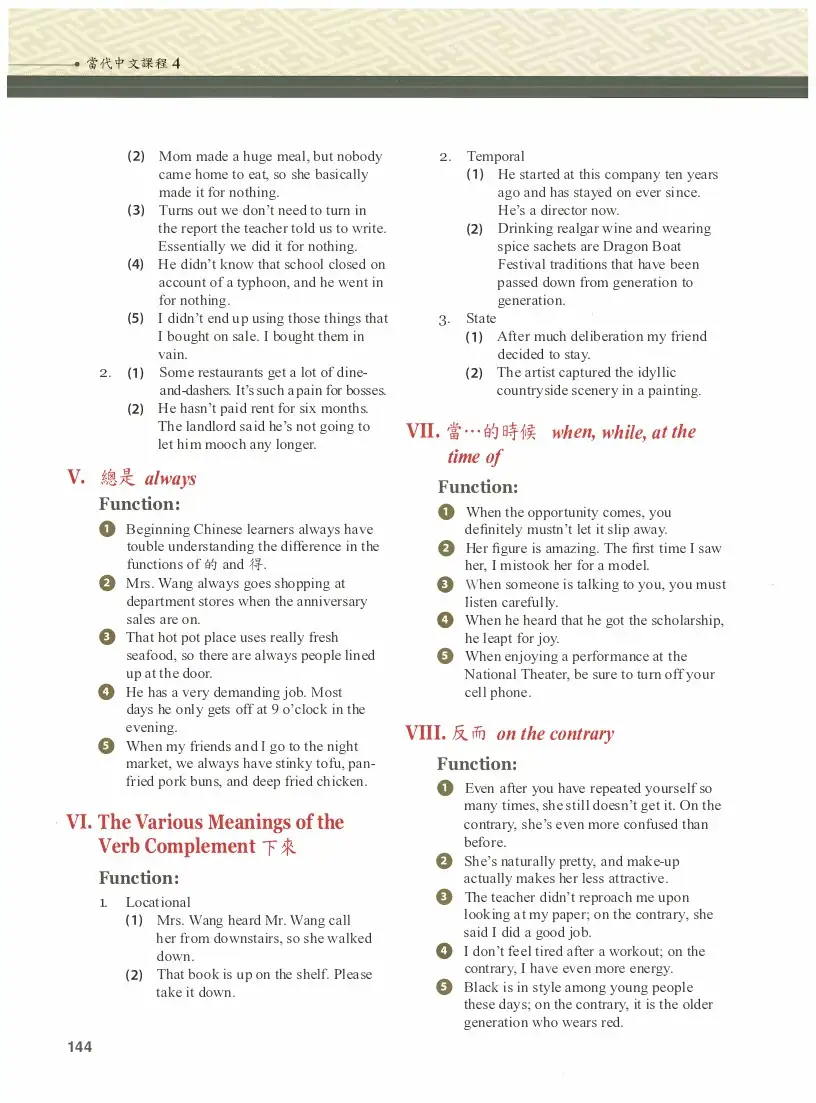 當代中文課程 4
(2) Mom made a huge meal, but nobody
came home to eat, so she basically
made it for nothing.
(3) Turns out we don't need to turn in
the report the teacher told us to write.
Essentially we did it for nothing.
(4) He didn't know that school closed on
account of a typhoon, and he went in
for nothing.
(5) I didn't end up using those things that
I bought on sale. I bought them in
vain.
2. (1) Some restaurants get a lot of dine-
and-dashers. It's such a pain for bosses.
(2) He hasn't paid rent for six months.
The landlord said he's not going to
let him mooch any longer.
V. 總是 always
Function:
1 Beginning Chinese learners always have
touble understanding the difference in the
functions of 的 and 得.
2 Mrs. Wang always goes shopping at
department stores when the anniversary
sales are on.
3 That hot pot place uses really fresh
seafood, so there are always people lined
up at the door.
4 He has a very demanding job. Most
days he only gets off at 9 o'clock in the
evening.
5 When my friends and I go to the night
market, we always have stinky tofu, pan-
fried pork buns, and deep fried chicken.
VI. The Various Meanings of the
Verb Complement 下來
Function:
1. Locational
(1) Mrs. Wang heard Mr. Wang call
her from downstairs, so she walked
down.
(2) That book is up on the shelf. Please
take it down.
2. Temporal
(1) He started at this company ten years
ago and has stayed on ever since.
He's a director now.
(2) Drinking realgar wine and wearing
spice sachets are Dragon Boat
Festival traditions that have been
passed down from generation to
generation.
3. State
(1) After much deliberation my friend
decided to stay.
(2) The artist captured the idyllic
countryside scenery in a painting.
VII. 當…的時候 when, while, at the
time of
Function:
1 When the opportunity comes, you
definitely mustn't let it slip away.
2 Her figure is amazing. The first time I saw
her, I mistook her for a model.
3 When someone is talking to you, you must
listen carefully.
4 When he heard that he got the scholarship,
he leapt for joy.
5 When enjoying a performance at the
National Theater, be sure to turn off your
cell phone.
VIII. 反而 on the contrary
Function:
1 Even after you have repeated yourself so
many times, she still doesn't get it. On the
contrary, she's even more confused than
before.
2 She's naturally pretty, and make-up
actually makes her less attractive.
3 The teacher didn't reproach me upon
looking at my paper; on the contrary, she
said I did a good job.
4 I don't feel tired after a workout; on the
contrary, I have even more energy.
5 Black is in style among young people
these days; on the contrary, it is the older
generation who wears red.
144